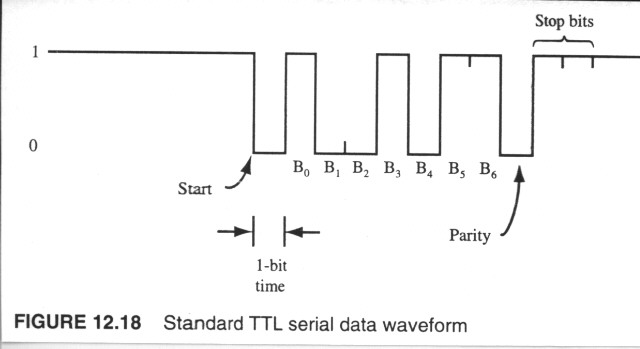 Stop bits
1
0
B₀ B₁ B₂ B₃ B₄ B₅ B₆
Start
Parity
1-bit
time
FIGURE 12.18 Standard TTL serial data waveform